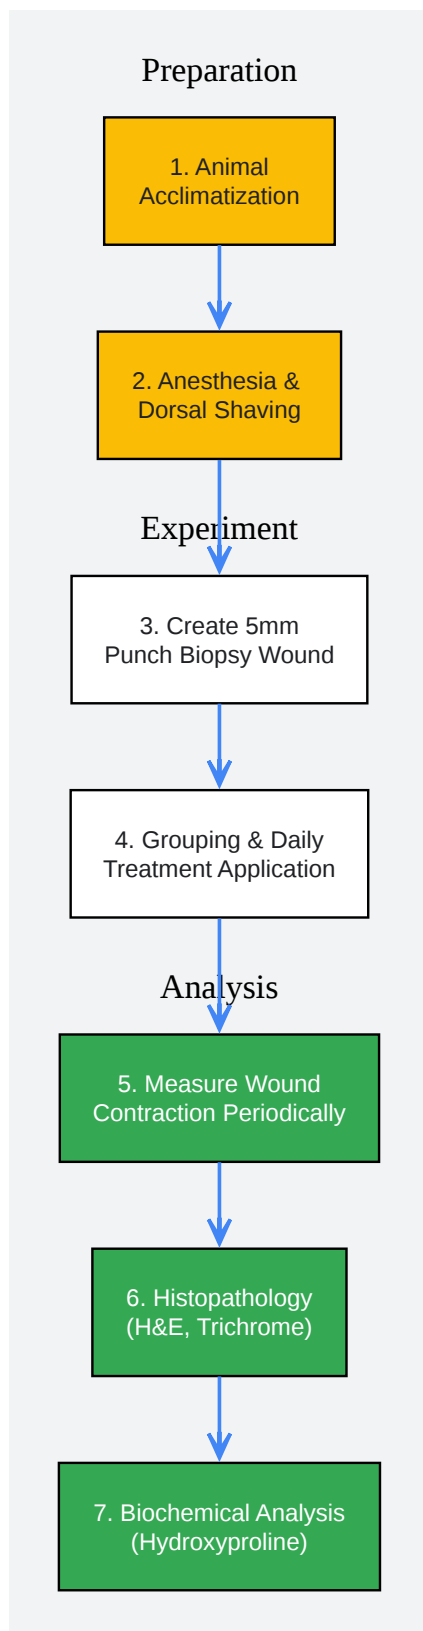 Preparation
1. Animal
Acclimatization
2. Anesthesia &
Dorsal Shaving
Experiment
3. Create 5mm
Punch Biopsy Wound
4. Grouping & Daily
Treatment Application
Analysis
5. Measure Wound
Contraction Periodically
6. Histopathology
(H&E, Trichrome)
7. Biochemical Analysis
(Hydroxyproline)